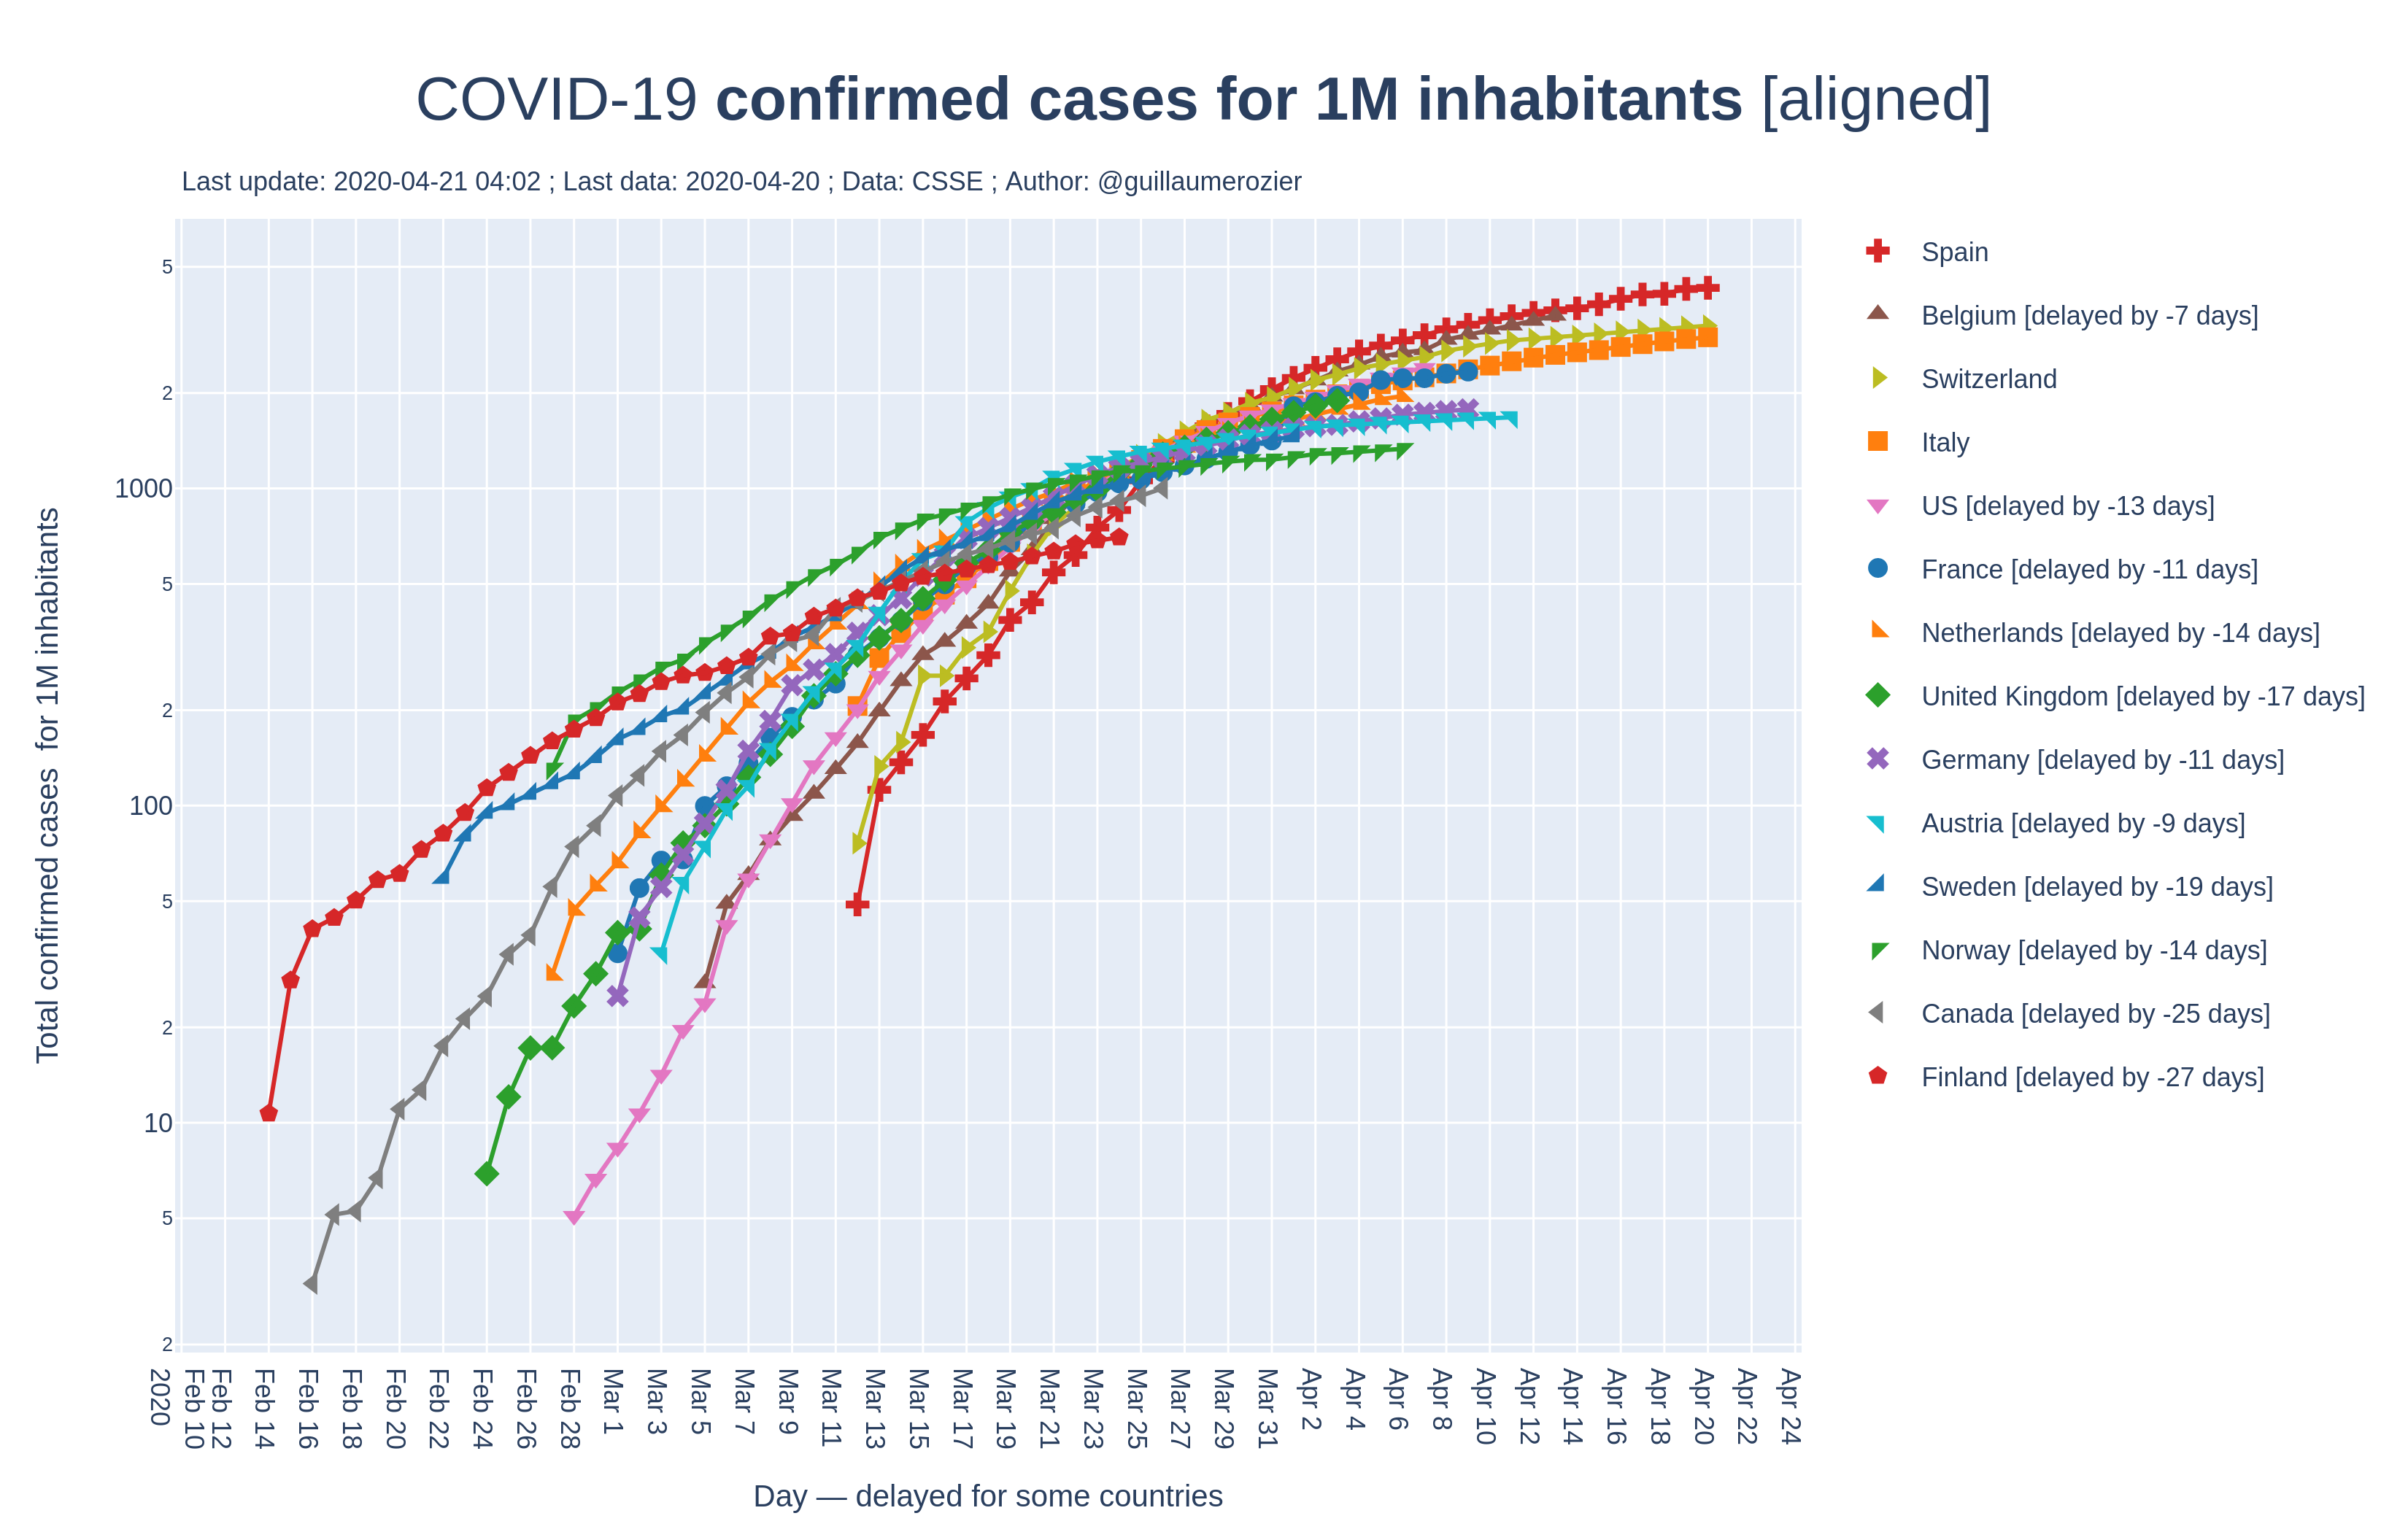 COVID-19 confirmed cases for 1M inhabitants [aligned]
Last update: 2020-04-21 04:02 ; Last data: 2020-04-20 ; Data: CSSE ; Author: @guillaumerozier
Total confirmed cases for 1M inhabitants
5
2
1000
5
2
100
5
2
10
5
2
Feb 10
2020
Feb 12
Feb 14
Feb 16
Feb 18
Feb 20
Feb 22
Feb 24
Feb 26
Feb 28
Mar 1
Mar 3
Mar 5
Mar 7
Mar 9
Mar 11
Mar 13
Mar 15
Mar 17
Mar 19
Mar 21
Mar 23
Mar 25
Mar 27
Mar 29
Mar 31
Apr 2
Apr 4
Apr 6
Apr 8
Apr 10
Apr 12
Apr 14
Apr 16
Apr 18
Apr 20
Apr 22
Apr 24
Day — delayed for some countries
Spain
Belgium [delayed by -7 days]
Switzerland
Italy
US [delayed by -13 days]
France [delayed by -11 days]
Netherlands [delayed by -14 days]
United Kingdom [delayed by -17 days]
Germany [delayed by -11 days]
Austria [delayed by -9 days]
Sweden [delayed by -19 days]
Norway [delayed by -14 days]
Canada [delayed by -25 days]
Finland [delayed by -27 days]